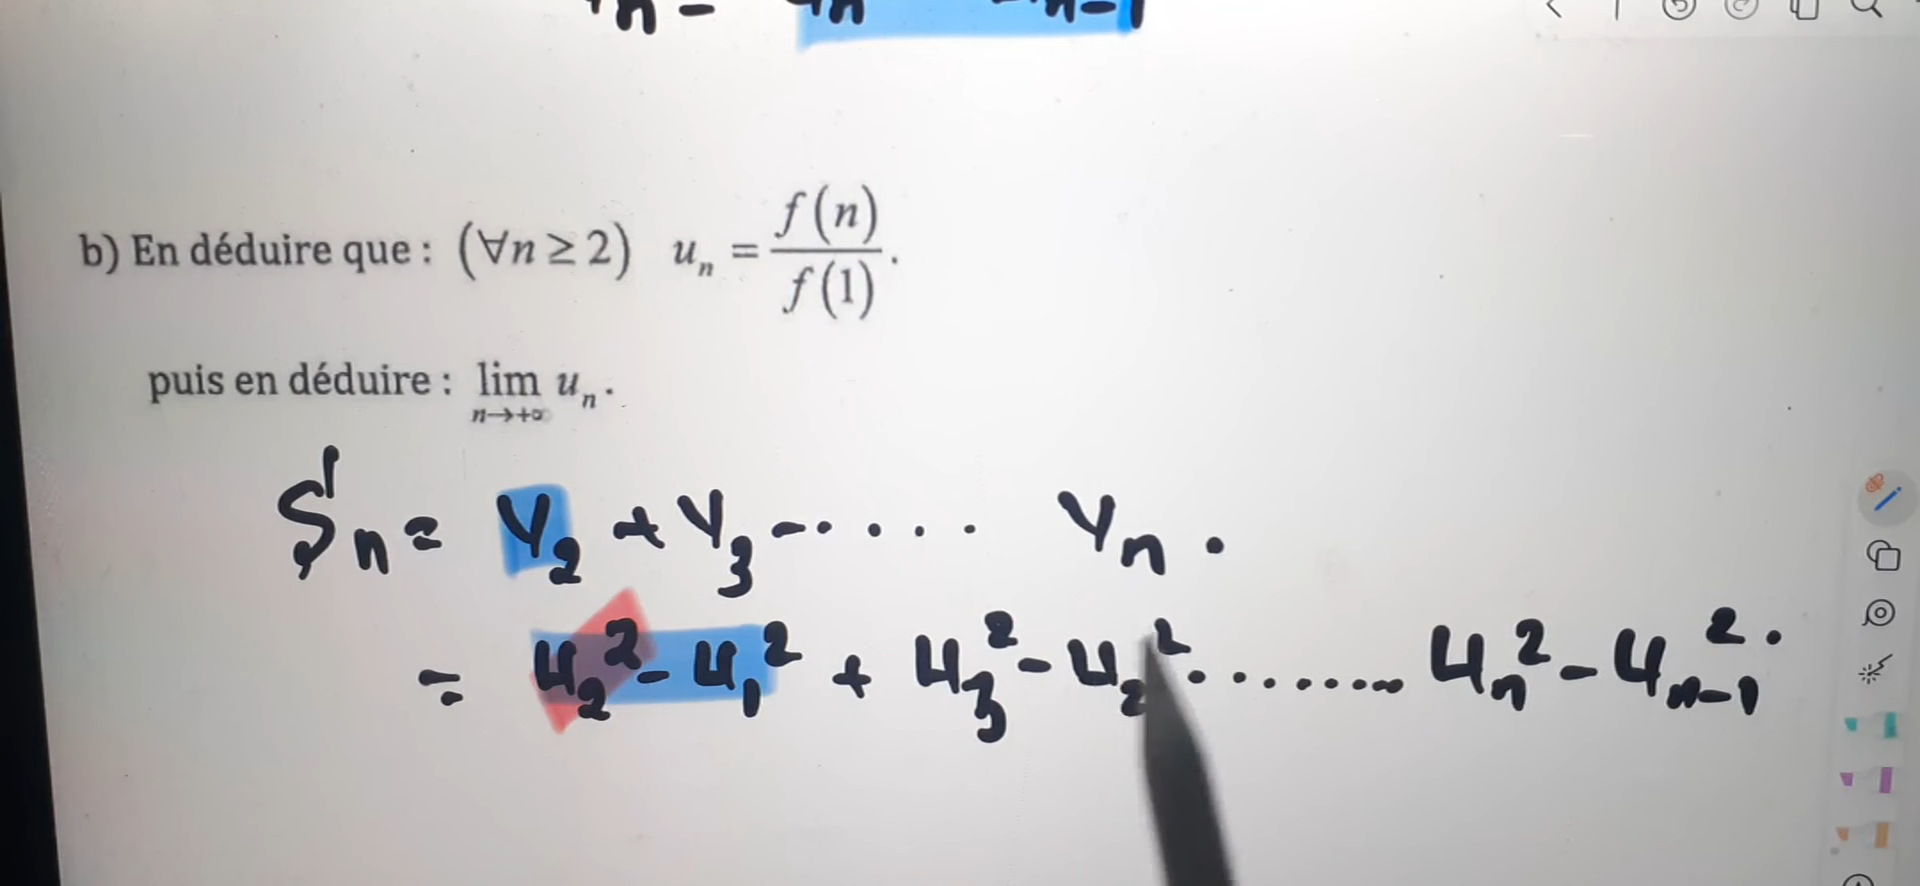 b) En déduire que : (∀n ≥ 2) uₙ = f(n)/f(1).
puis en déduire : lim uₙ.
n→+∞
Sₙ = V₂ + V₃ -..... Vₙ.
= u₂² - u₁² + u₃² - u₂² ........ uₙ² - uₙ₋₁².